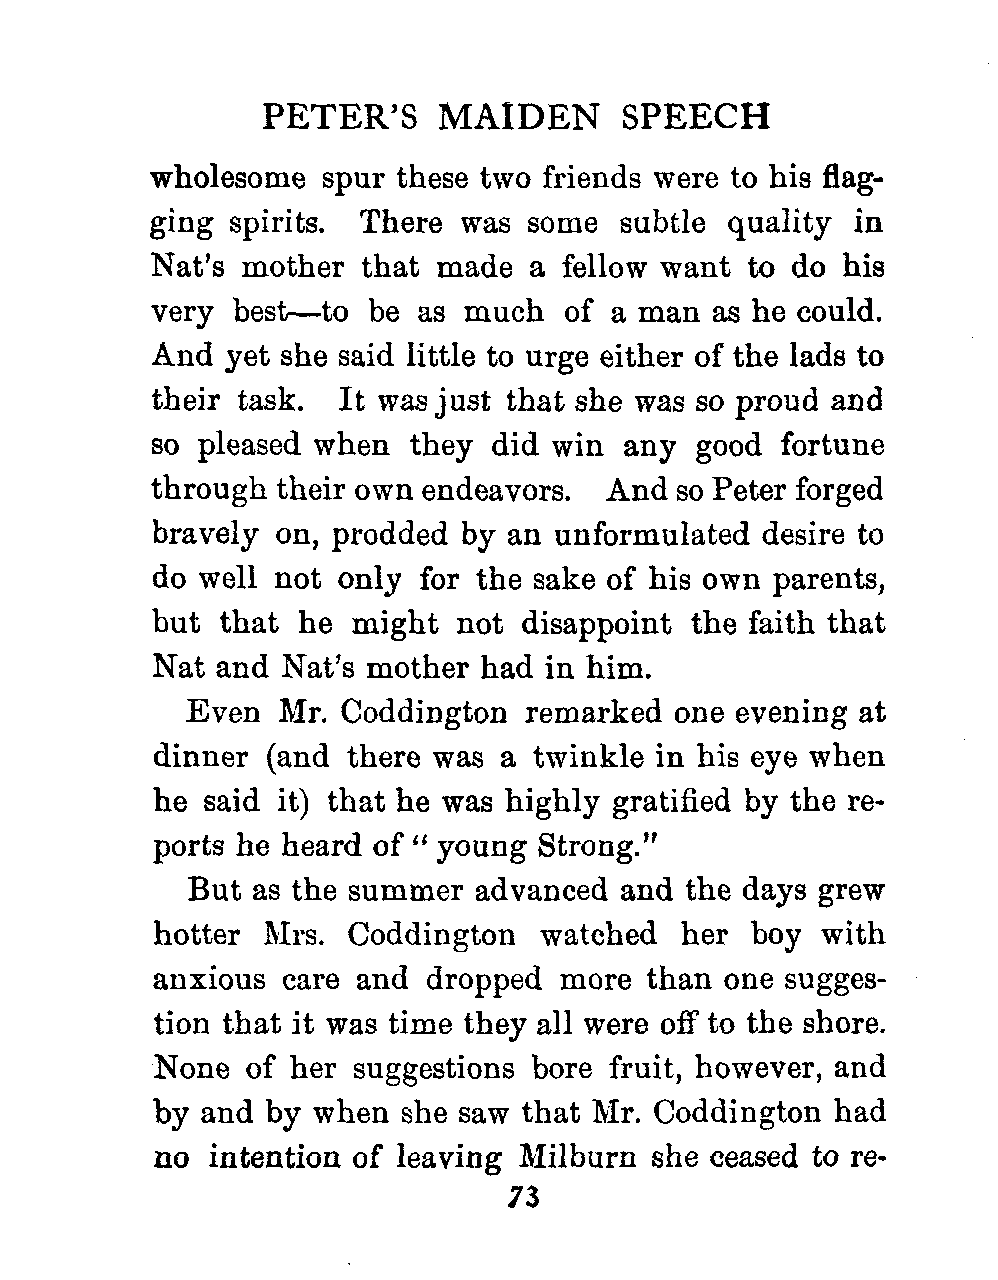 PETER'S MAIDEN SPEECH
wholesome spur these two friends were to his flag-
ging spirits. There was some subtle quality in
Nat's mother that made a fellow want to do his
very best—to be as much of a man as he could.
And yet she said little to urge either of the lads to
their task. It was just that she was so proud and
so pleased when they did win any good fortune
through their own endeavors. And so Peter forged
bravely on, prodded by an unformulated desire to
do well not only for the sake of his own parents,
but that he might not disappoint the faith that
Nat and Nat's mother had in him.
Even Mr. Coddington remarked one evening at
dinner (and there was a twinkle in his eye when
he said it) that he was highly gratified by the re-
ports he heard of " young Strong."
But as the summer advanced and the days grew
hotter Mrs. Coddington watched her boy with
anxious care and dropped more than one sugges-
tion that it was time they all were off to the shore.
None of her suggestions bore fruit, however, and
by and by when she saw that Mr. Coddington had
no intention of leaving Milburn she ceased to re-
73